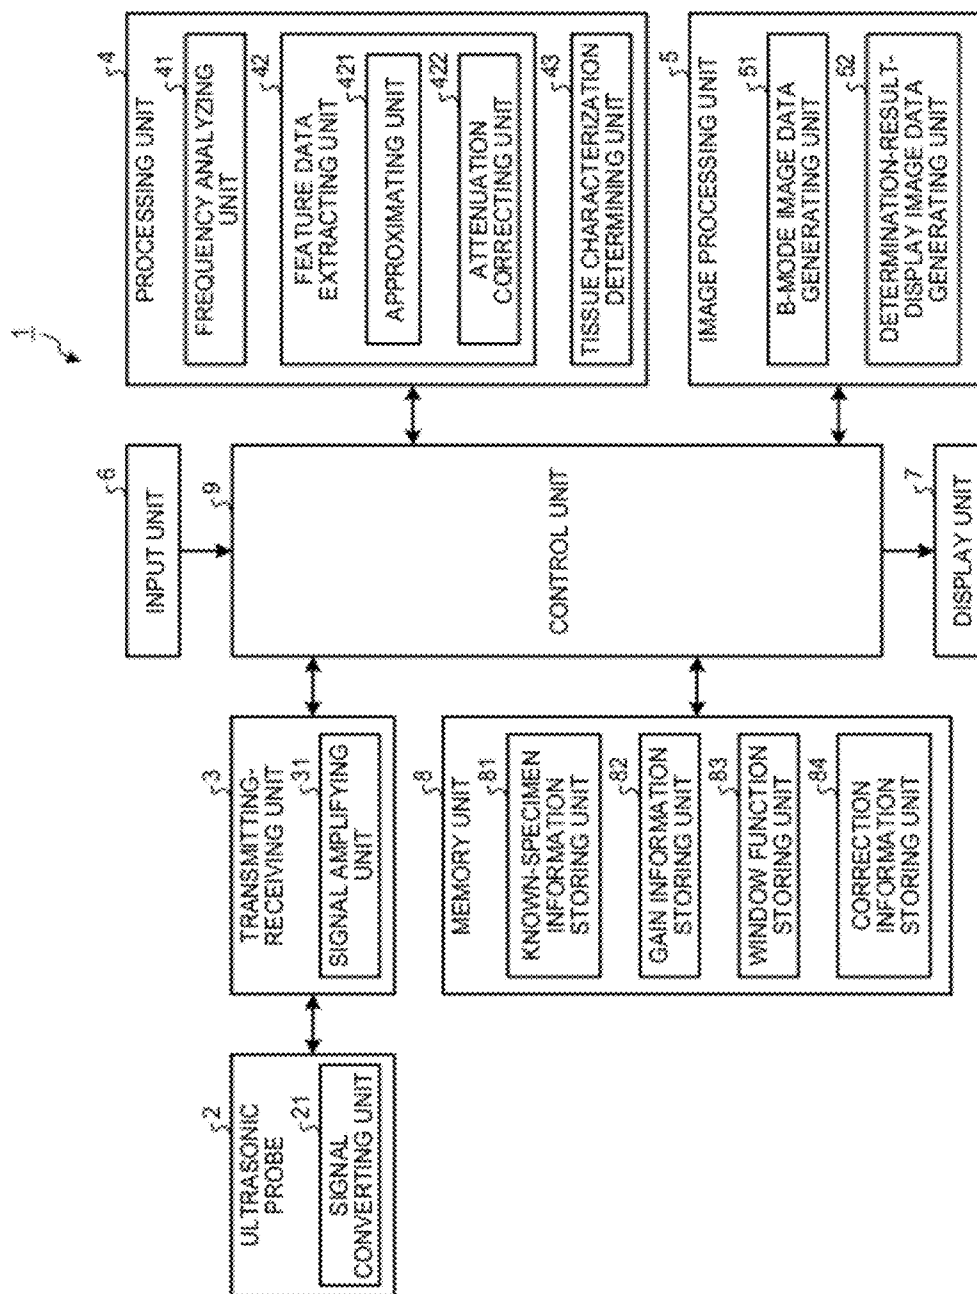 1
ULTRASONIC
PROBE
2
SIGNAL
CONVERTING UNIT
21
TRANSMITTING-
RECEIVING UNIT
3
SIGNAL AMPLIFYING
UNIT
31
MEMORY UNIT
8
KNOWN-SPECIMEN
INFORMATION
STORING UNIT
81
GAIN INFORMATION
STORING UNIT
82
WINDOW FUNCTION
STORING UNIT
83
CORRECTION
INFORMATION
STORING UNIT
84
INPUT UNIT
6
CONTROL UNIT
9
DISPLAY UNIT
7
PROCESSING UNIT
4
FREQUENCY ANALYZING
UNIT
41
FEATURE DATA
EXTRACTING UNIT
42
APPROXIMATING UNIT
421
ATTENUATION
CORRECTING UNIT
422
TISSUE CHARACTERIZATION
DETERMINING UNIT
43
IMAGE PROCESSING UNIT
5
B-MODE IMAGE DATA
GENERATING UNIT
51
DETERMINATION-RESULT-
DISPLAY IMAGE DATA
GENERATING UNIT
52